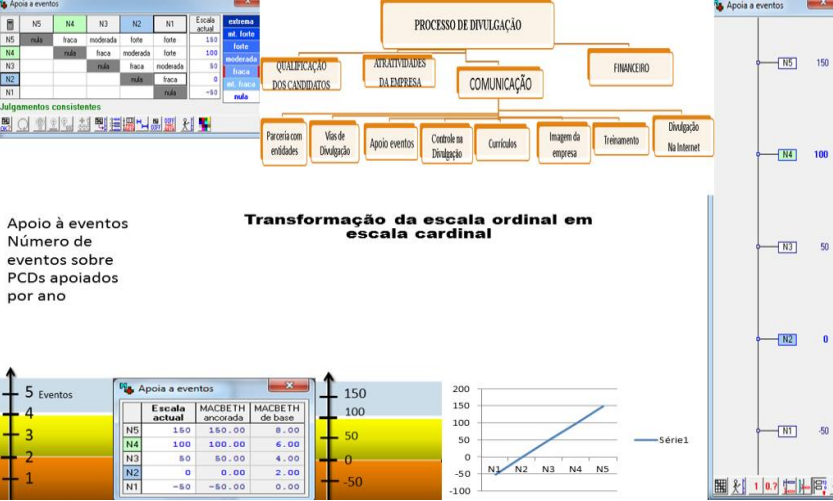 Apoia a eventos
N5 N4 N3 N2 N1 Escala actual
N5 nula fraca moderada forte forte 150
N4 nula fraca moderada forte 100
N3 nula fraca moderada 50
N2 nula fraca 0
N1 nula -50
Julgamentos consistentes
extrema
mt. forte
forte
moderada
fraca
mt. fraca
nula
PROCESSO DE DIVULGAÇÃO
QUALIFICAÇÃO
DOS CANDIDATOS
ATRATIVIDADES
DA EMPRESA
COMUNICAÇÃO
FINANCEIRO
Parceria com
entidades
Vias de
Divulgação
Apoio eventos
Controle na
Divulgação
Currículos
Imagem da
empresa
Treinamento
Divulgação
Na Internet
Apoia a eventos
N5 150
N4 100
N3 50
N2 0
N1 -50
1 0.?
Apoio à eventos
Número de
eventos sobre
PCDs apoiados
por ano
Transformação da escala ordinal em
escala cardinal
5 Eventos
4
3
2
1
Apoia a eventos
Escala actual MACBETH ancorada MACBETH de base
N5 150 150.00 8.00
N4 100 100.00 6.00
N3 50 50.00 4.00
N2 0 0.00 2.00
N1 -50 -50.00 0.00
150
100
50
0
-50
200
150
100
50
0
-50
-100
N1 N2 N3 N4 N5
Série1